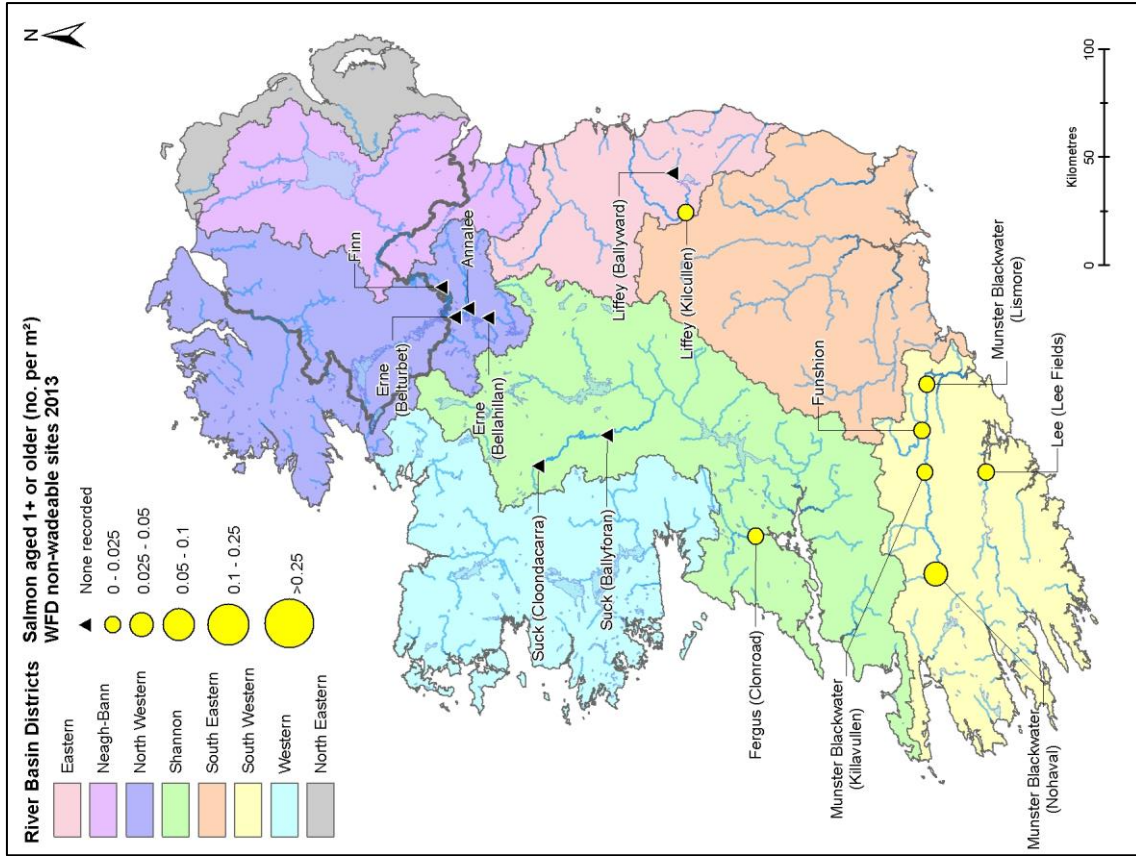 N
River Basin Districts
Eastern
Neagh-Bann
North Western
Shannon
South Eastern
South Western
Western
North Eastern
Salmon aged 1+ or older (no. per m²)
WFD non-wadeable sites 2013
None recorded
0 - 0.025
0.025 - 0.05
0.05 - 0.1
0.1 - 0.25
>0.25
Finn
Annalee
Erne
(Belturbet)
Erne
(Bellahillan)
Suck (Cloondacarra)
Suck (Ballyforan)
Liffey (Ballyward)
Liffey (Kilcullen)
Fergus (Clonroad)
Funshion
Munster Blackwater
(Lismore)
Lee (Lee Fields)
Munster Blackwater
(Killavullen)
Munster Blackwater
(Nohaval)
0
50
100
Kilometres